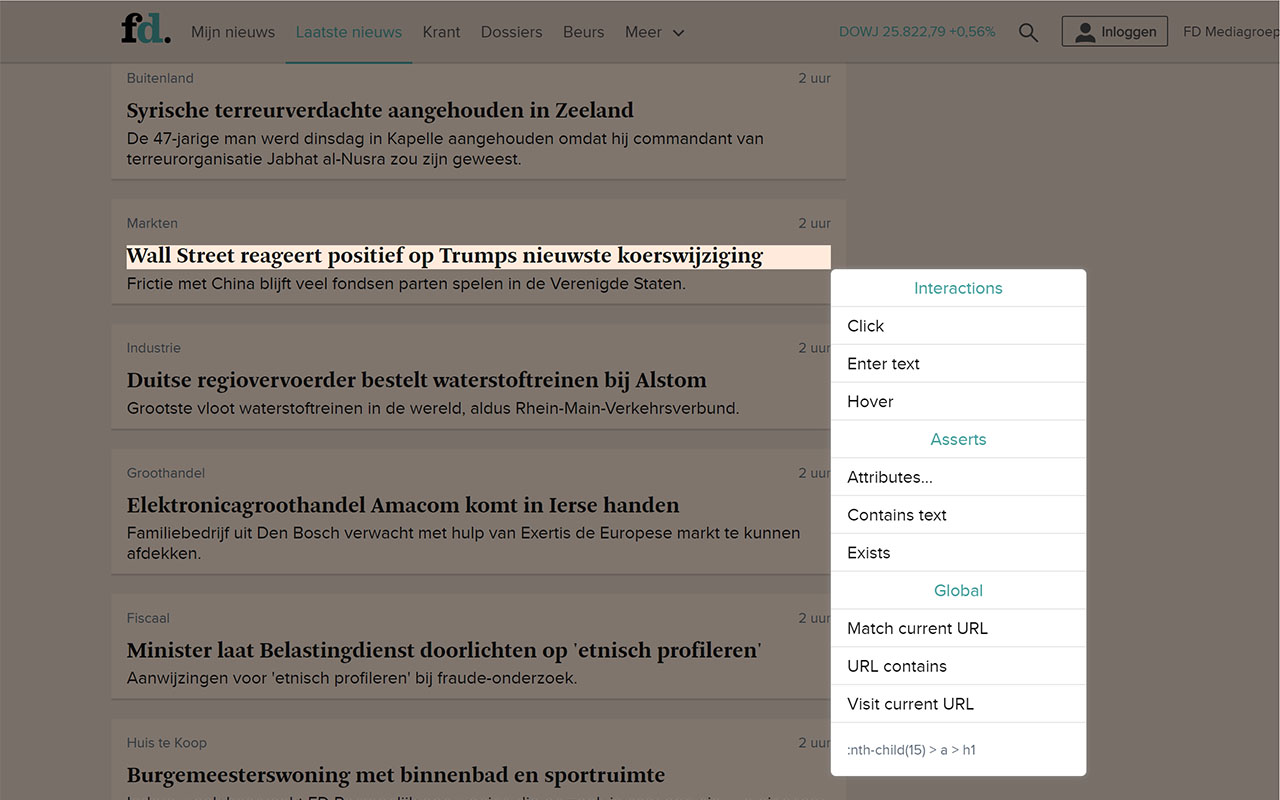 fd. Mijn nieuws Laatste nieuws Krant Dossiers Beurs Meer DOWJ 25.822,79 +0,56% Inloggen FD Mediagroep
Buitenland 2 uur
Syrische terreurverdachte aangehouden in Zeeland
De 47-jarige man werd dinsdag in Kapelle aangehouden omdat hij commandant van
terreurorganisatie Jabhat al-Nusra zou zijn geweest.
Markten 2 uur
Wall Street reageert positief op Trumps nieuwste koerswijziging
Frictie met China blijft veel fondsen parten spelen in de Verenigde Staten.
Industrie 2 uur
Duitse regiovervoerder bestelt waterstoftreinen bij Alstom
Grootste vloot waterstoftreinen in de wereld, aldus Rhein-Main-Verkehrsverbund.
Groothandel 2 uur
Elektronicagroothandel Amacom komt in Ierse handen
Familiebedrijf uit Den Bosch verwacht met hulp van Exertis de Europese markt te kunnen
afdekken.
Fiscaal 2 uur
Minister laat Belastingdienst doorlichten op 'etnisch profileren'
Aanwijzingen voor 'etnisch profileren' bij fraude-onderzoek.
Huis te Koop 2 uur
Burgemeesterswoning met binnenbad en sportruimte
Interactions
Click
Enter text
Hover
Asserts
Attributes...
Contains text
Exists
Global
Match current URL
URL contains
Visit current URL
:nth-child(15) > a > h1